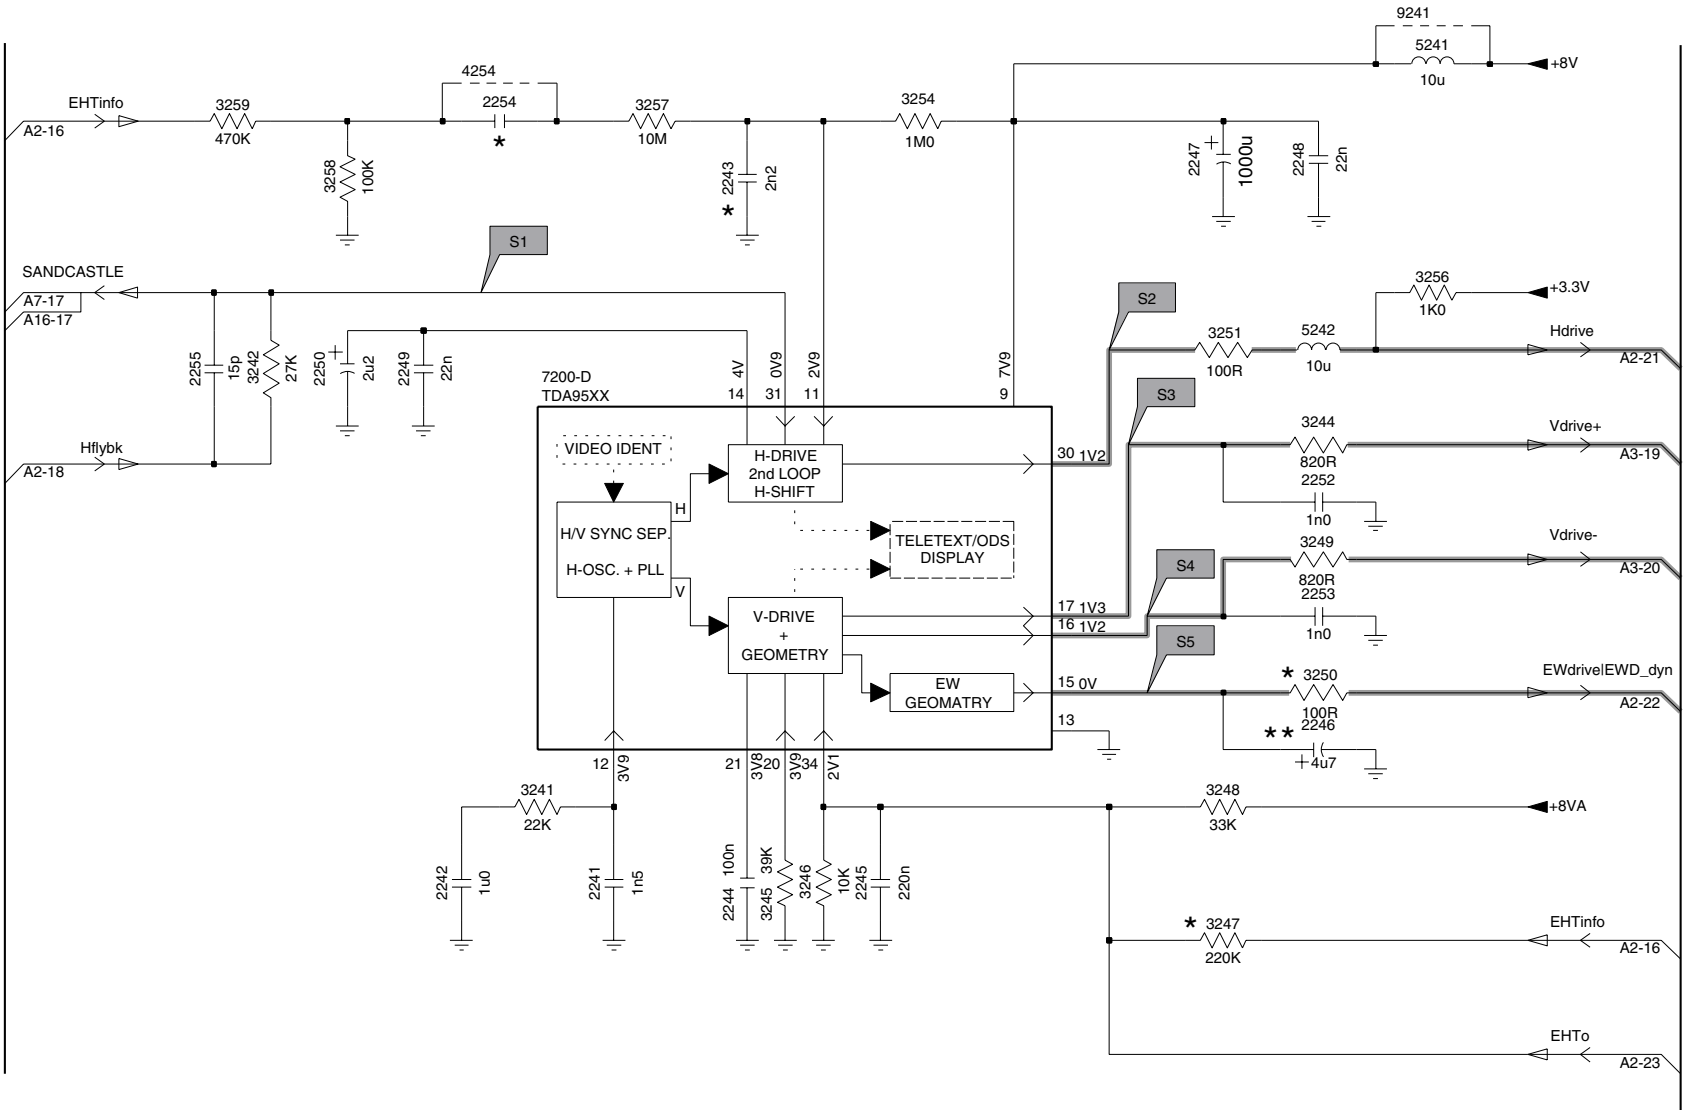 9241
5241
10u
+8V
4254
2254
*
EHTinfo
A2-16
3259
470K
3257
10M
3254
1M0
3258
100K
2243
2n2
*
2247
+
1000u
2248
22n
S1
SANDCASTLE
A7-17
A16-17
S2
3256
1K0
+3.3V
3251
100R
5242
10u
Hdrive
A2-21
2255
15p
3242
27K
2250
+
2u2
2249
22n
4V
0V9
2V9
7V9
7200-D
TDA95XX
14
31
11
9
S3
Hflybk
A2-18
VIDEO IDENT
H-DRIVE
2nd LOOP
H-SHIFT
30 1V2
3244
820R
Vdrive+
A3-19
2252
1n0
H
H/V SYNC SEP.
H-OSC. + PLL
V
TELETEXT/ODS
DISPLAY
3249
820R
Vdrive-
A3-20
S4
2253
1n0
V-DRIVE
+
GEOMETRY
17 1V3
16 1V2
S5
EW
GEOMATRY
15 0V
13
*
3250
100R
EWdrive|EWD_dyn
A2-22
**
2246
+
4u7
12
3V9
21
3V8
20
3V9
34
2V1
3241
22K
3248
33K
+8VA
2242
1u0
2241
1n5
2244
100n
3245
39K
3246
10K
2245
220n
*
3247
220K
EHTinfo
A2-16
EHTo
A2-23